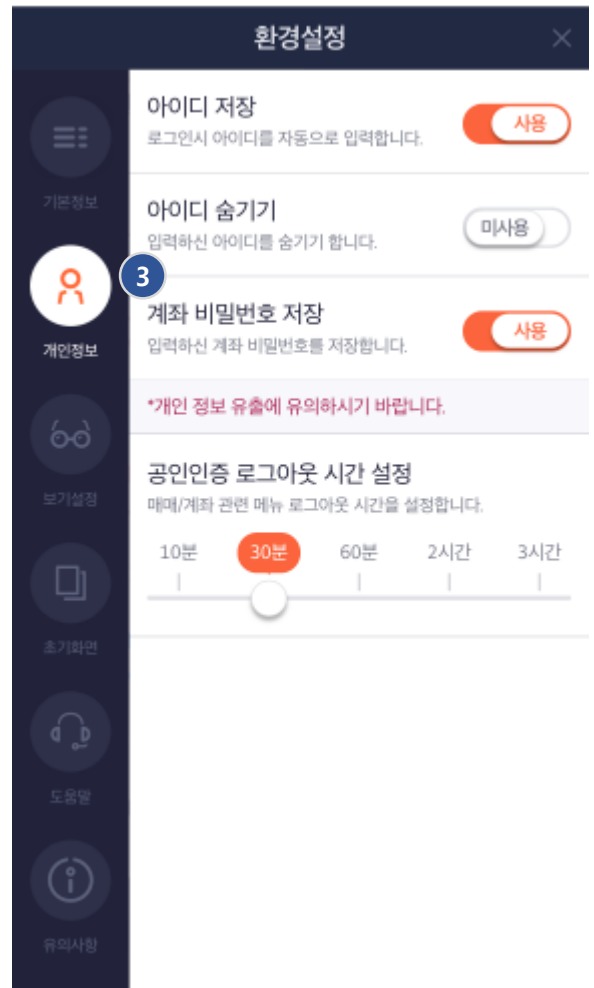 환경설정
기본정보
개인정보
보기설정
초기화면
도움말
유의사항
3
아이디 저장
로그인시 아이디를 자동으로 입력합니다.
사용
아이디 숨기기
입력하신 아이디를 숨기기 합니다.
미사용
계좌 비밀번호 저장
입력하신 계좌 비밀번호를 저장합니다.
사용
*개인 정보 유출에 유의하시기 바랍니다.
공인인증 로그아웃 시간 설정
매매/계좌 관련 메뉴 로그아웃 시간을 설정합니다.
10분 30분 60분 2시간 3시간